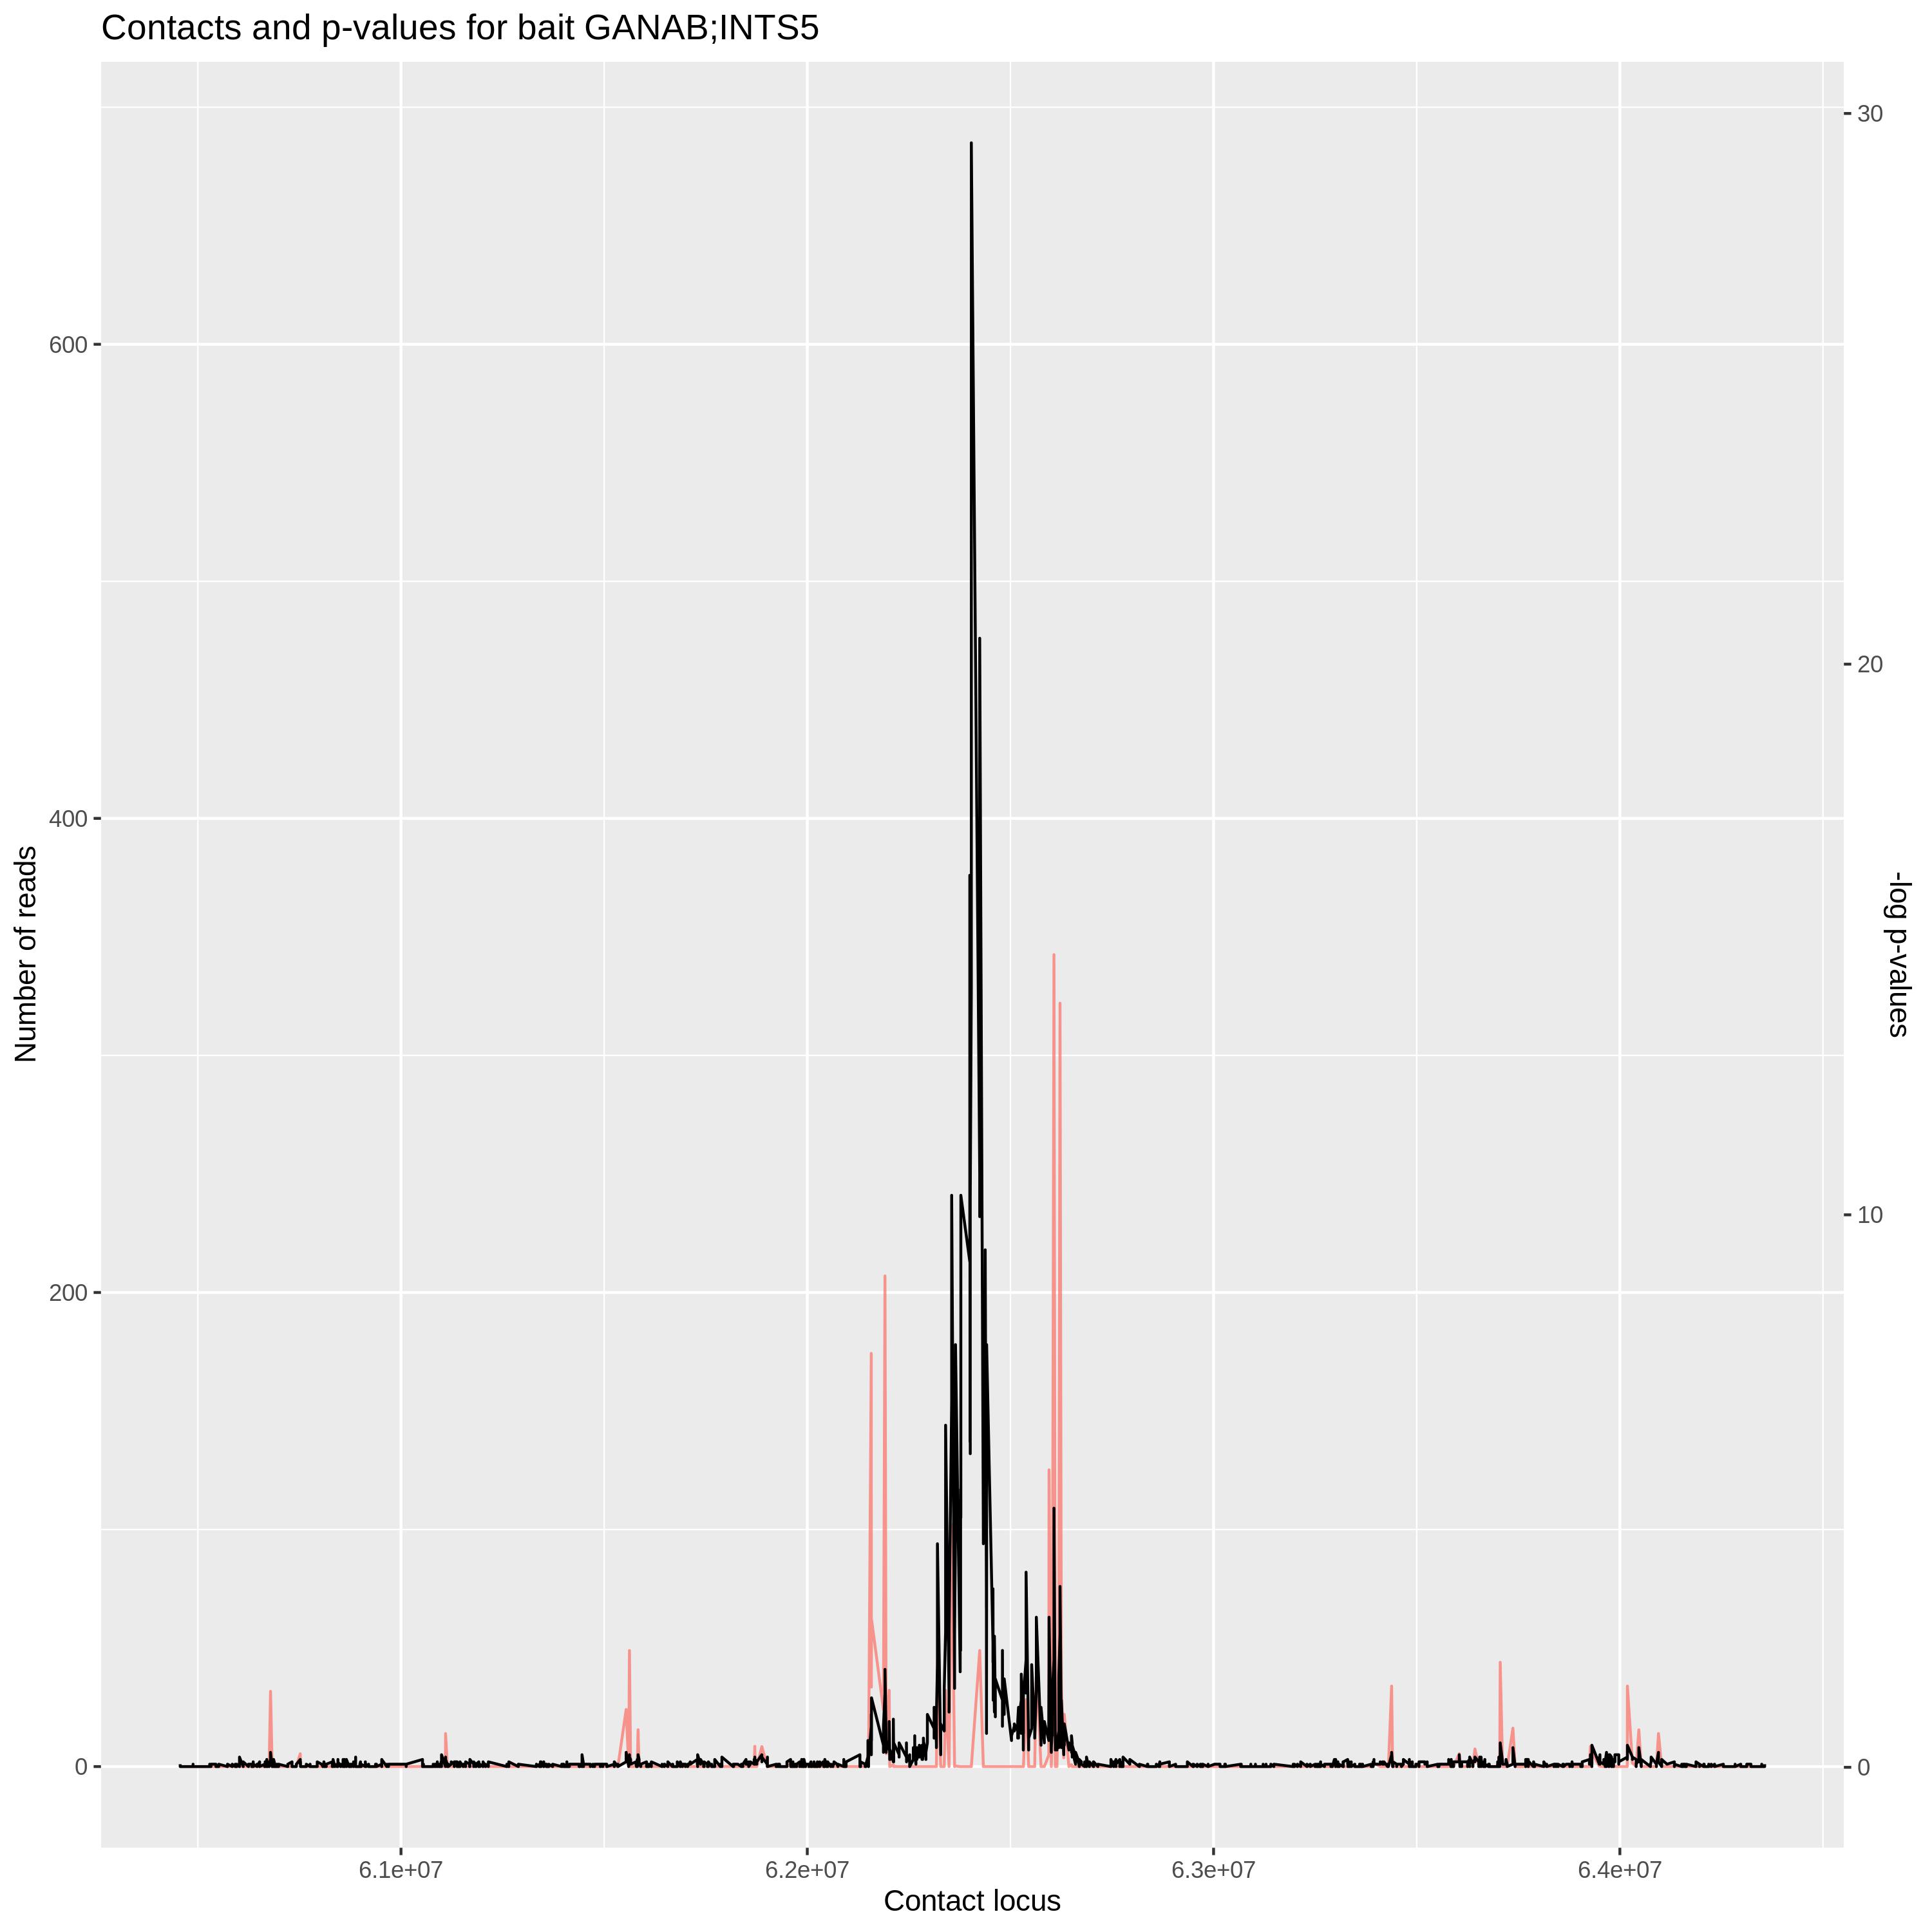 Contacts and p-values for bait GANAB;INTS5
30
600
20
400
Number of reads
-log p-values
10
200
0
0
6.1e+07
6.2e+07
6.3e+07
6.4e+07
Contact locus